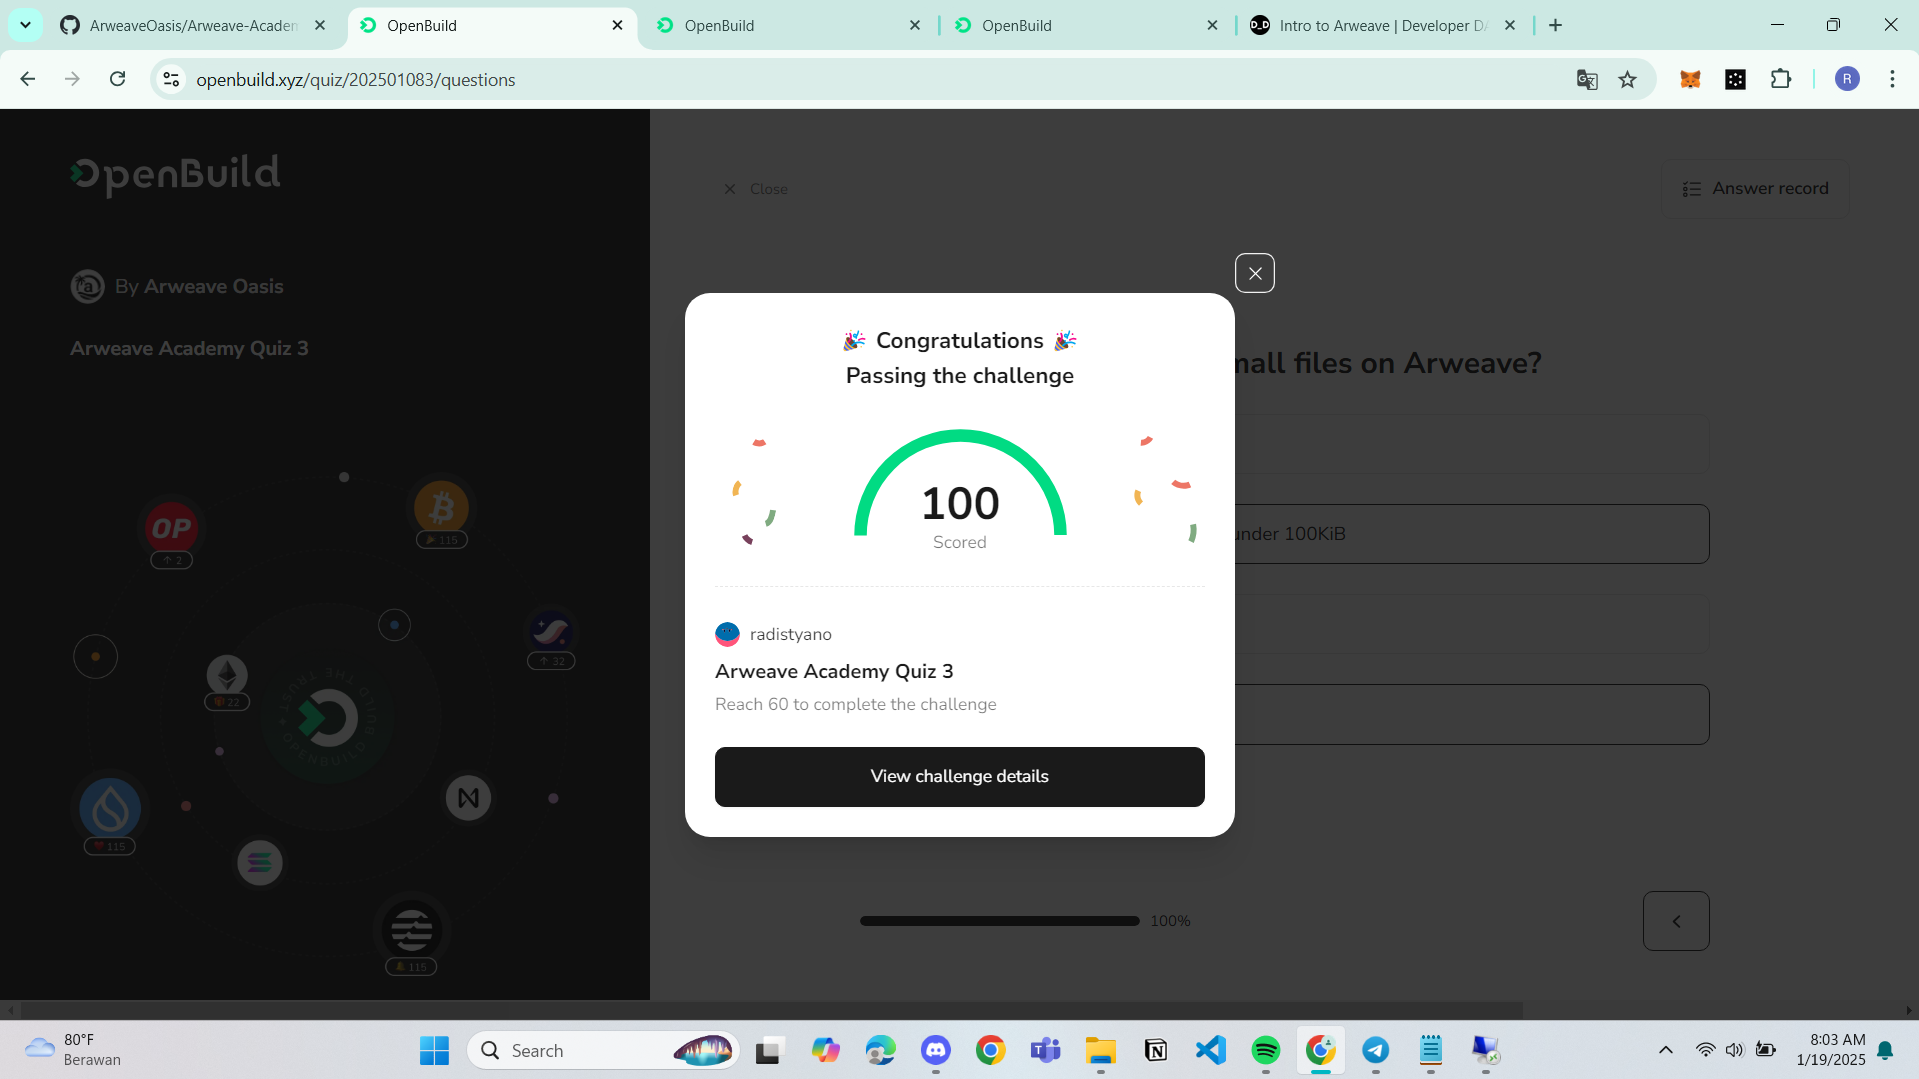 ArweaveOasis/Arweave-Academ
OpenBuild
OpenBuild
OpenBuild
Intro to Arweave | Developer DA
openbuild.xyz/quiz/202501083/questions
R
OpenBuild
Close
Answer record
By Arweave Oasis
Arweave Academy Quiz 3
🎉 Congratulations 🎉
Passing the challenge
mall files on Arweave?
under 100KiB
100
Scored
OP
2
115
32
22
115
115
radistyano
Arweave Academy Quiz 3
Reach 60 to complete the challenge
View challenge details
100%
80°F
Berawan
Search
8:03 AM
1/19/2025